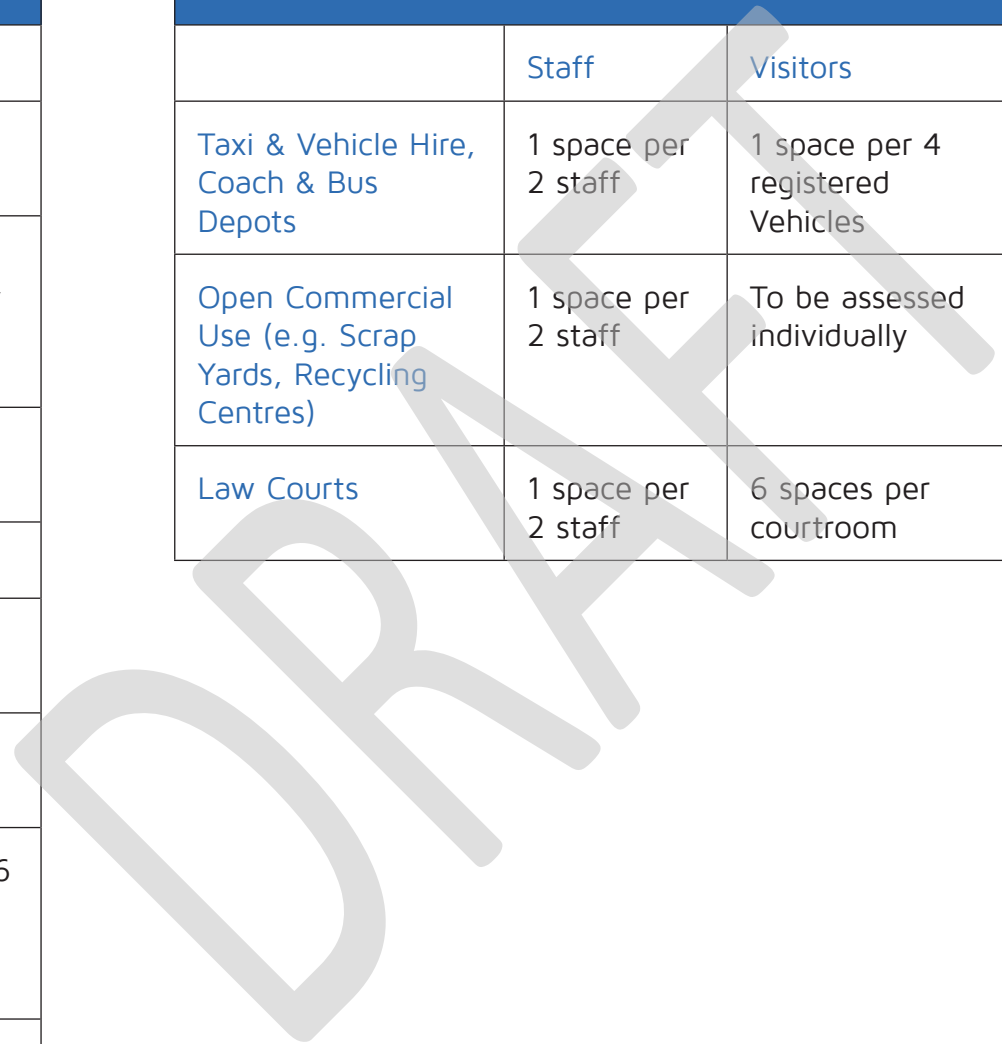 Staff
Visitors
Taxi & Vehicle Hire,
Coach & Bus
Depots
1 space per
2 staff
1 space per 4
registered
Vehicles
Open Commercial
Use (e.g. Scrap
Yards, Recycling
Centres)
1 space per
2 staff
To be assessed
individually
Law Courts
1 space per
2 staff
6 spaces per
courtroom
DRAFT